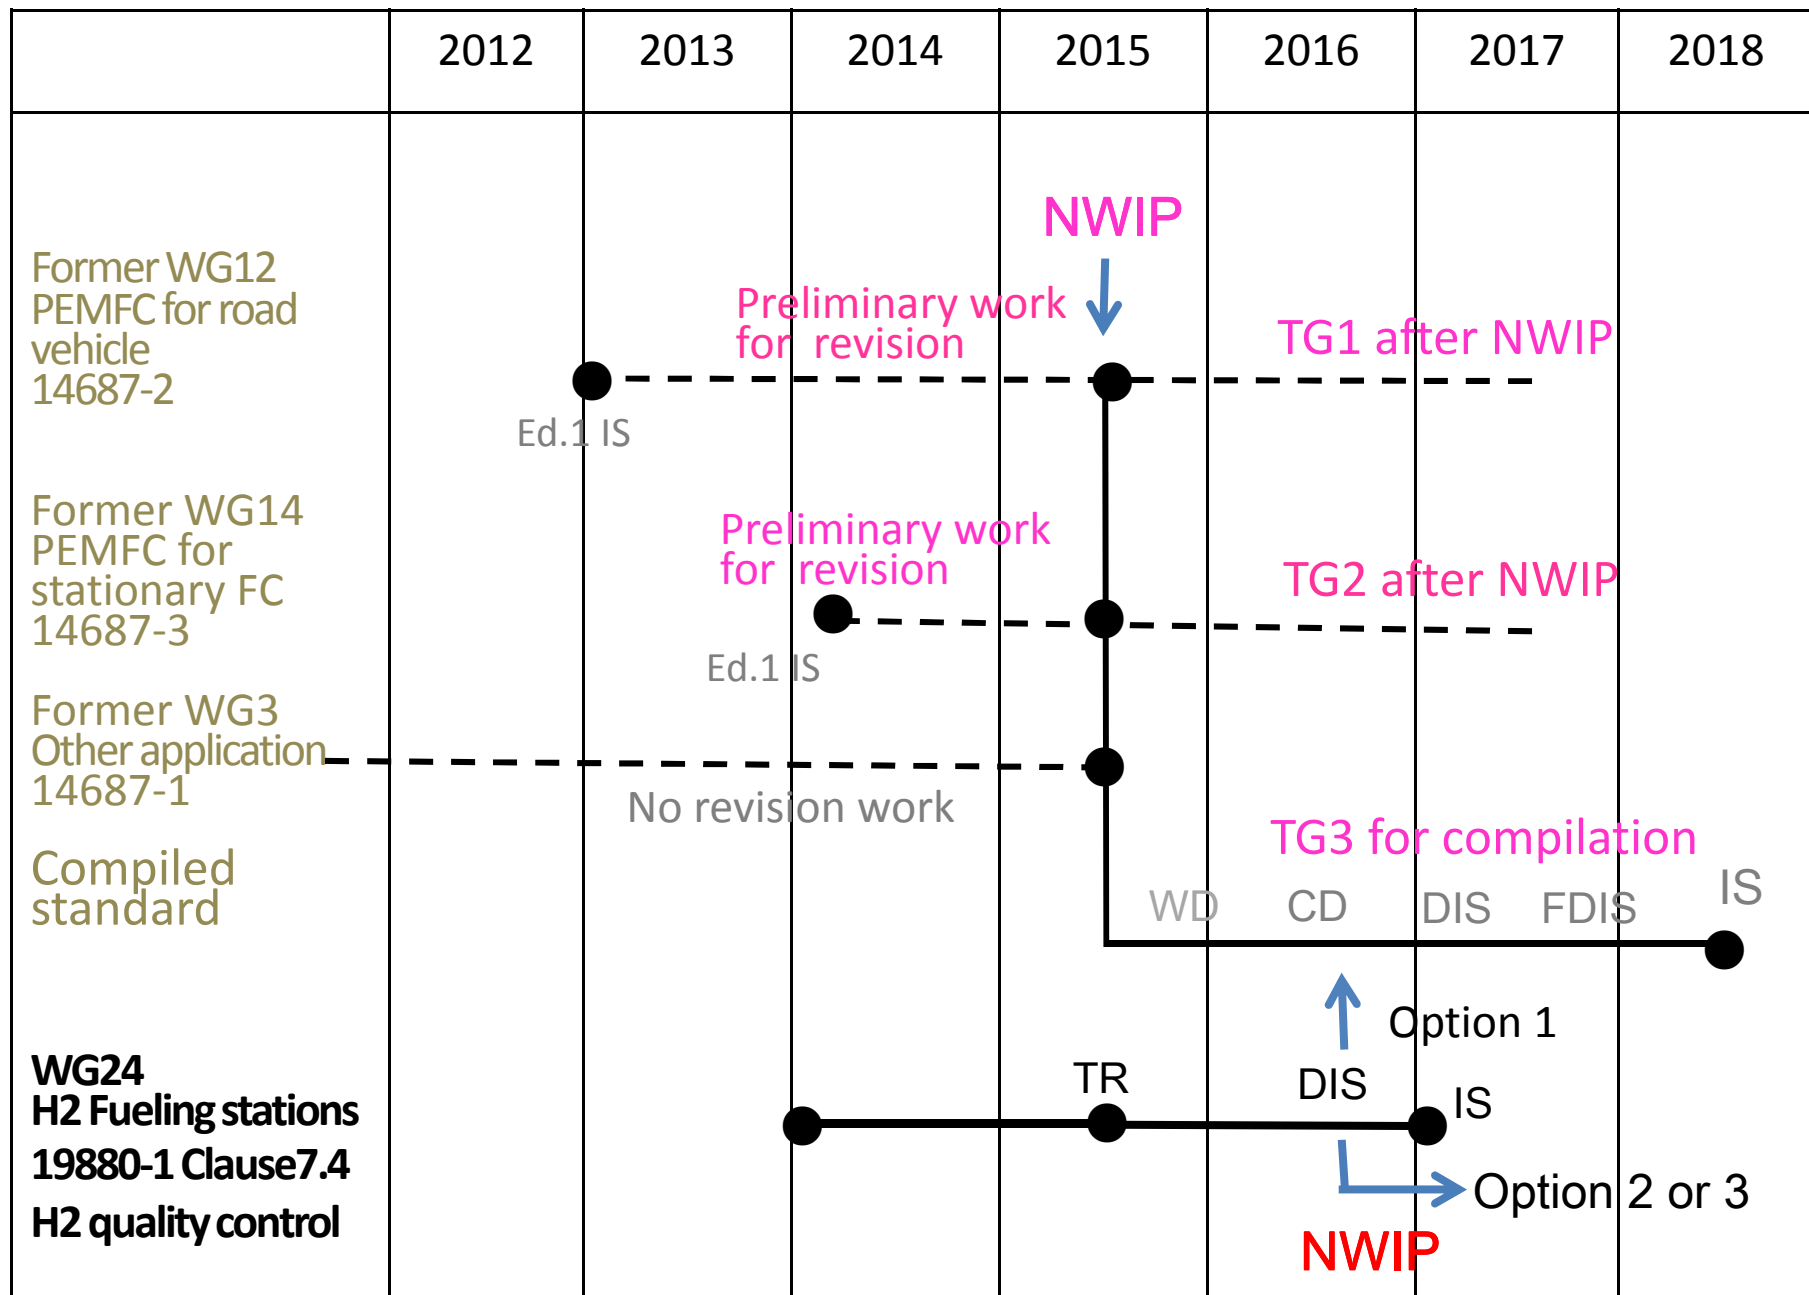 2012 2013 2014 2015 2016 2017 2018
NWIP
Former WG12
PEMFC for road
vehicle
14687-2
Preliminary work
for revision
TG1 after NWIP
Ed.1 IS
Former WG14
PEMFC for
stationary FC
14687-3
Preliminary work
for revision
TG2 after NWIP
Ed.1 IS
Former WG3
Other application
14687-1
No revision work
TG3 for compilation
Compiled
standard
WD CD DIS FDIS IS
Option 1
WG24
H2 Fueling stations
19880-1 Clause7.4
H2 quality control
TR DIS IS
Option 2 or 3
NWIP